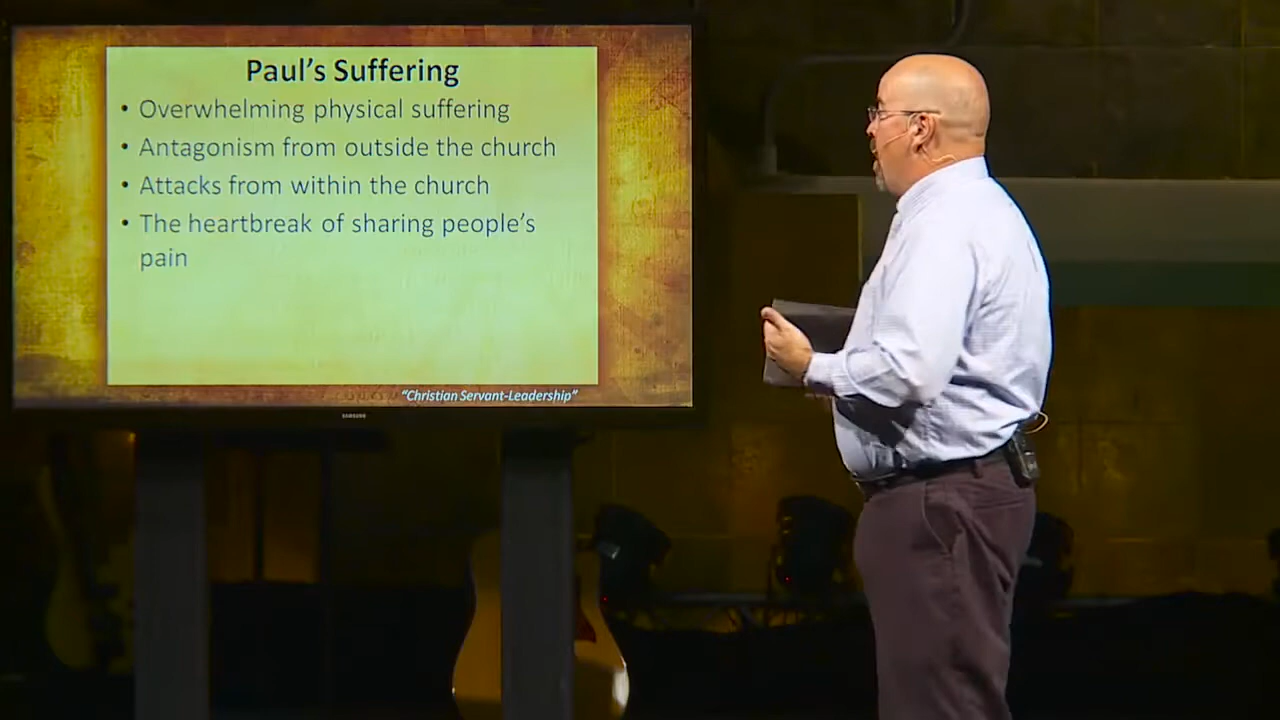 Paul's Suffering
• Overwhelming physical suffering
• Antagonism from outside the church
• Attacks from within the church
• The heartbreak of sharing people's
pain
"Christian Servant-Leadership"
SAMSUNG